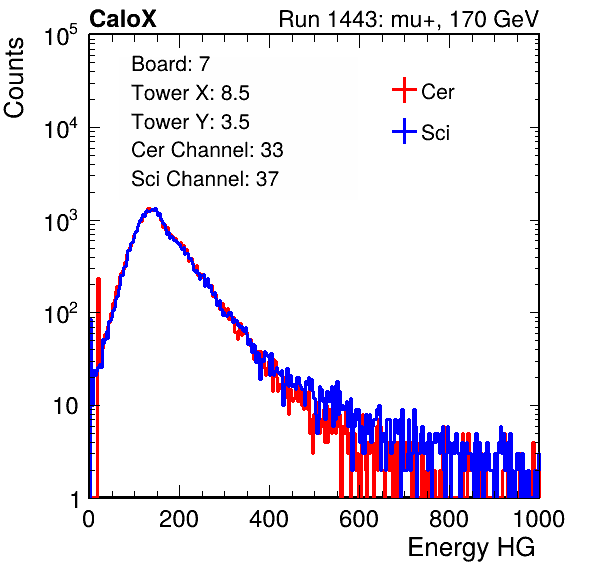 CaloX Run 1443: mu+, 170 GeV
Counts
10^5
10^4
10^3
10^2
10
1
Board: 7
Tower X: 8.5
Tower Y: 3.5
Cer Channel: 33
Sci Channel: 37
Cer
Sci
0 200 400 600 800 1000
Energy HG